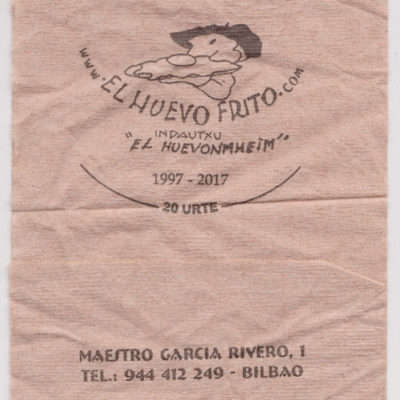 www.EL HUEVO FRITO.com
INDAUTXU
"EL HUEVONMHEIM".
1997 - 2017
20 URTE
MAESTRO GARCIA RIVERO, 1
TEL.: 944 412 249 - BILBAO